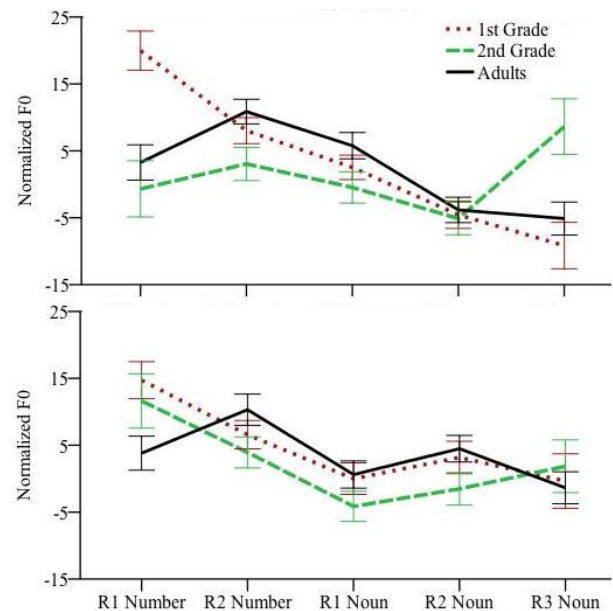 25
15
5
-5
-15
Normalized F0
1st Grade
2nd Grade
Adults
25
15
5
-5
-15
Normalized F0
R1 Number R2 Number R1 Noun R2 Noun R3 Noun